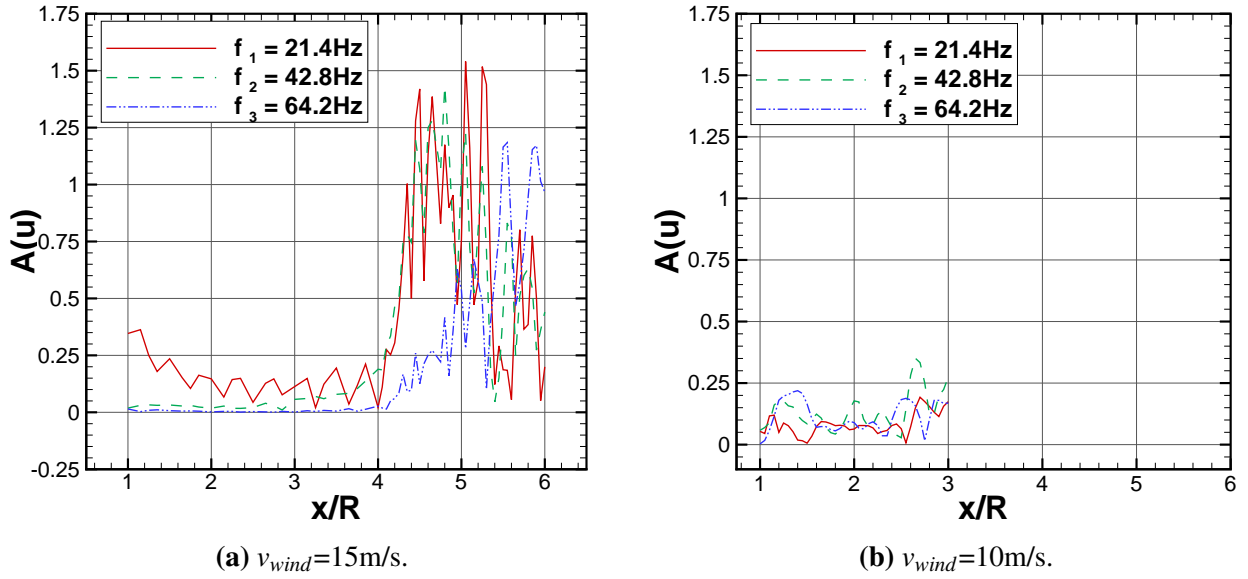 1.75
1.5
1.25
1
0.75
0.5
0.25
0
-0.25
A(u)
f 1 = 21.4Hz
f 2 = 42.8Hz
f 3 = 64.2Hz
1 2 3 4 5 6
x/R
(a) vwind=15m/s.
1.75
1.5
1.25
1
0.75
0.5
0.25
0
A(u)
f 1 = 21.4Hz
f 2 = 42.8Hz
f 3 = 64.2Hz
1 2 3 4 5 6
x/R
(b) vwind=10m/s.